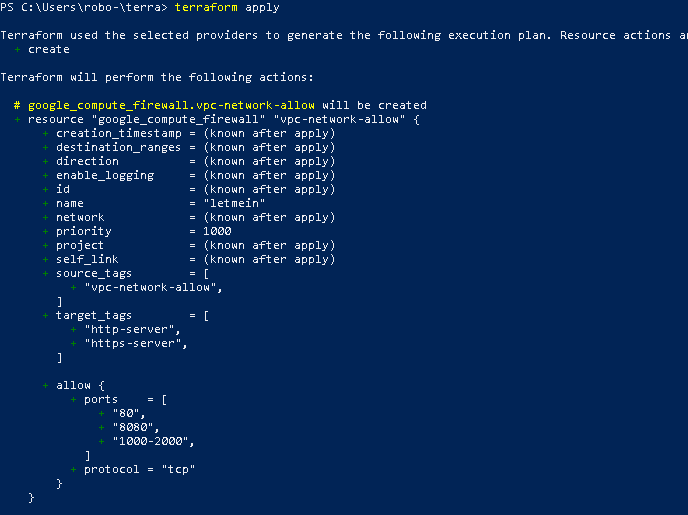 PS C:\Users\robo-\terra> terraform apply
Terraform used the selected providers to generate the following execution plan. Resource actions a
+ create
Terraform will perform the following actions:
# google_compute_firewall.vpc-network-allow will be created
+ resource "google_compute_firewall" "vpc-network-allow" {
+ creation_timestamp = (known after apply)
+ destination_ranges = (known after apply)
+ direction = (known after apply)
+ enable_logging = (known after apply)
+ id = (known after apply)
+ name = "letmein"
+ network = (known after apply)
+ priority = 1000
+ project = (known after apply)
+ self_link = (known after apply)
+ source_tags = [
+ "vpc-network-allow",
]
+ target_tags = [
+ "http-server",
+ "https-server",
]
+ allow {
+ ports = [
+ "80",
+ "8080",
+ "1000-2000",
]
+ protocol = "tcp"
}
}